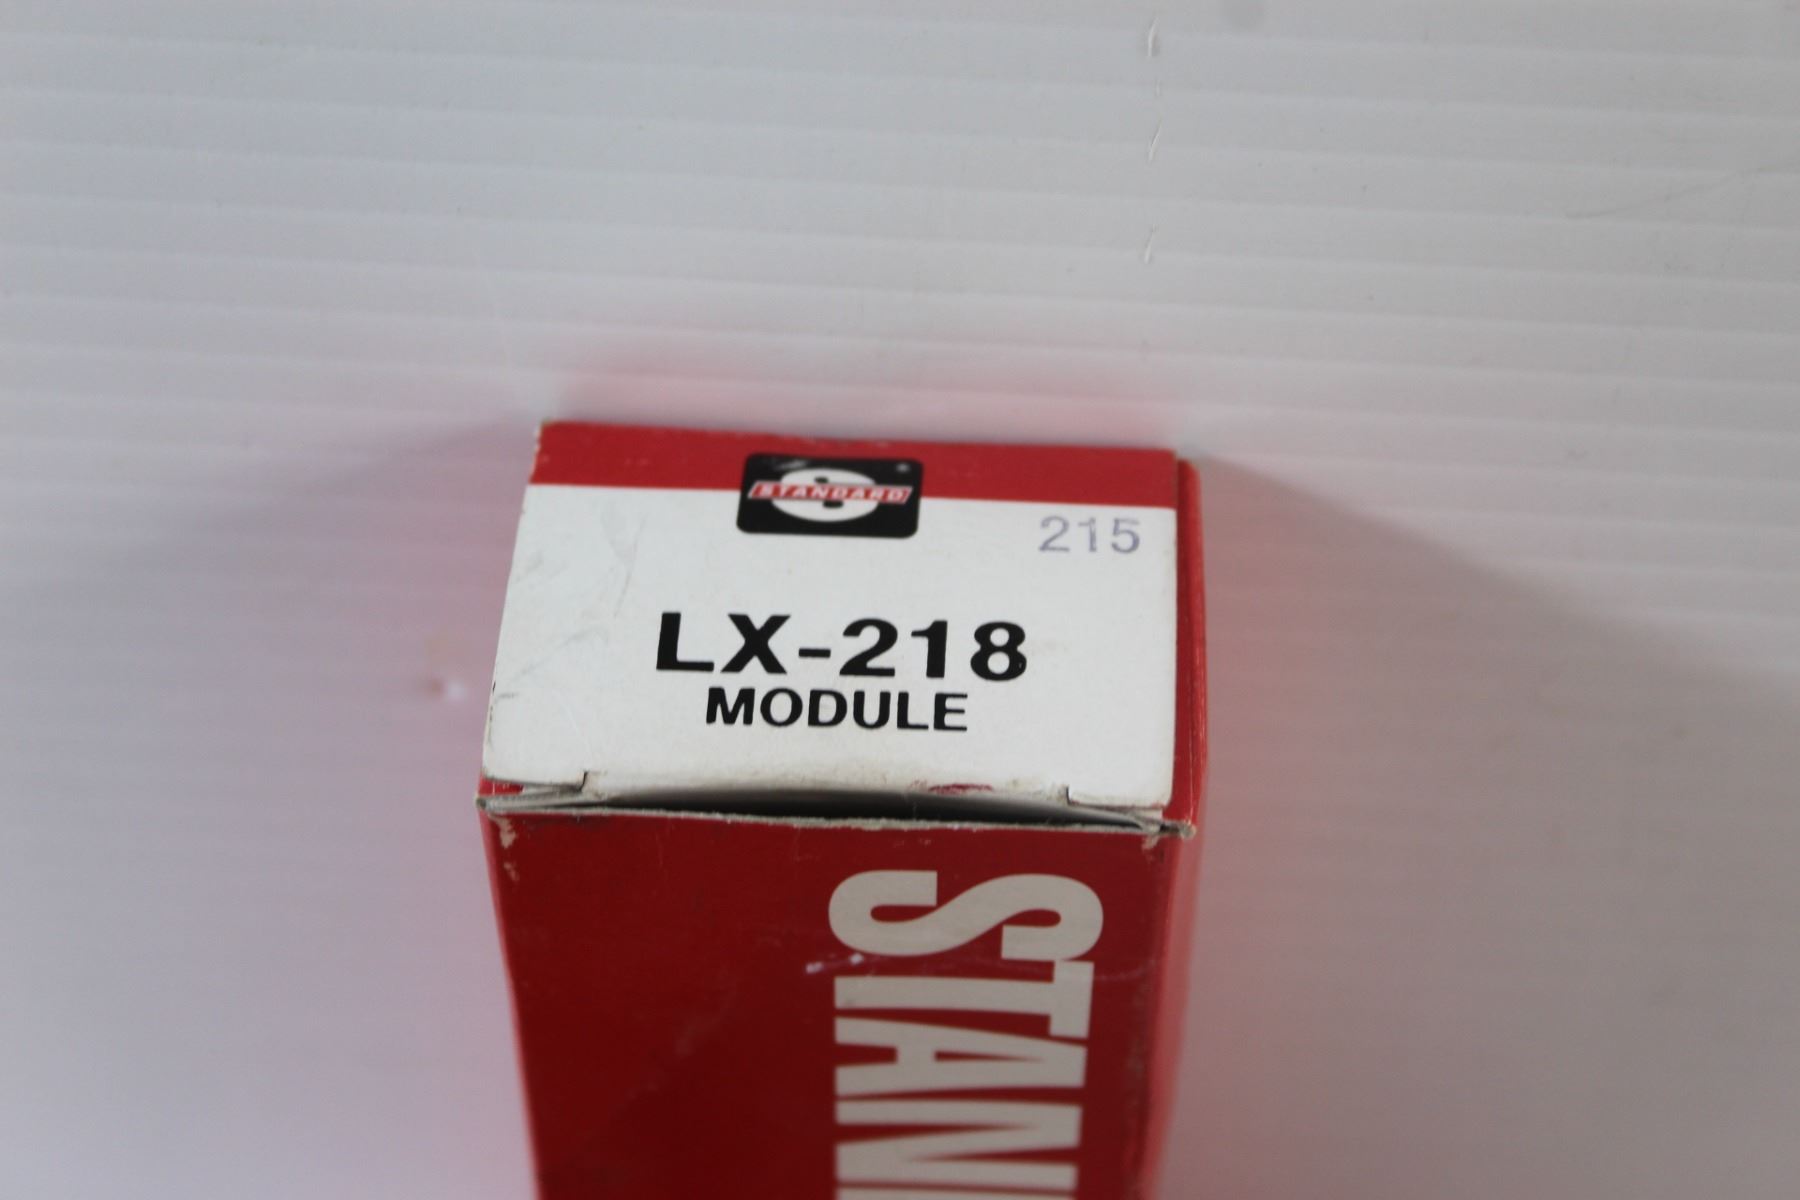 STANDARD
215
LX-218
MODULE
STAN